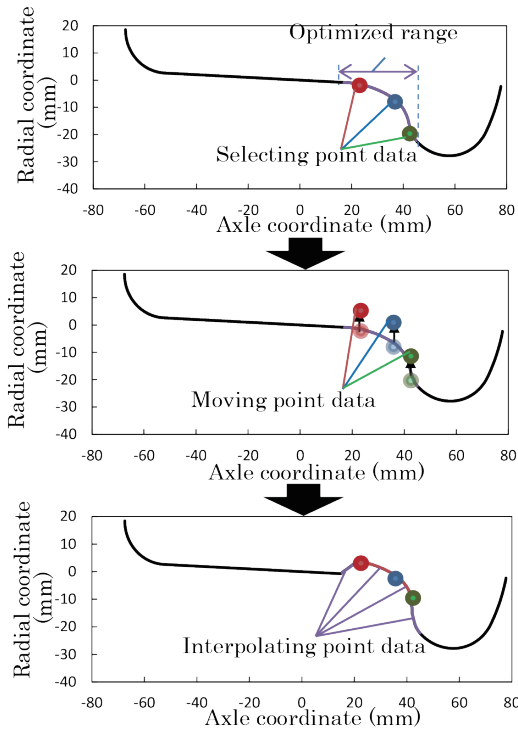 Optimized range
20
10
0
-10
-20
-30
-40
Radial coordinate
(mm)
Selecting point data
-80 -60 -40 -20 0 20 40 60 80
Axle coordinate (mm)
20
10
0
-10
-20
-30
-40
Radial coordinate
(mm)
Moving point data
-80 -60 -40 -20 0 20 40 60 80
Axle coordinate (mm)
20
10
0
-10
-20
-30
-40
Radial coordinate
(mm)
Interpolating point data
-80 -60 -40 -20 0 20 40 60 80
Axle coordinate (mm)